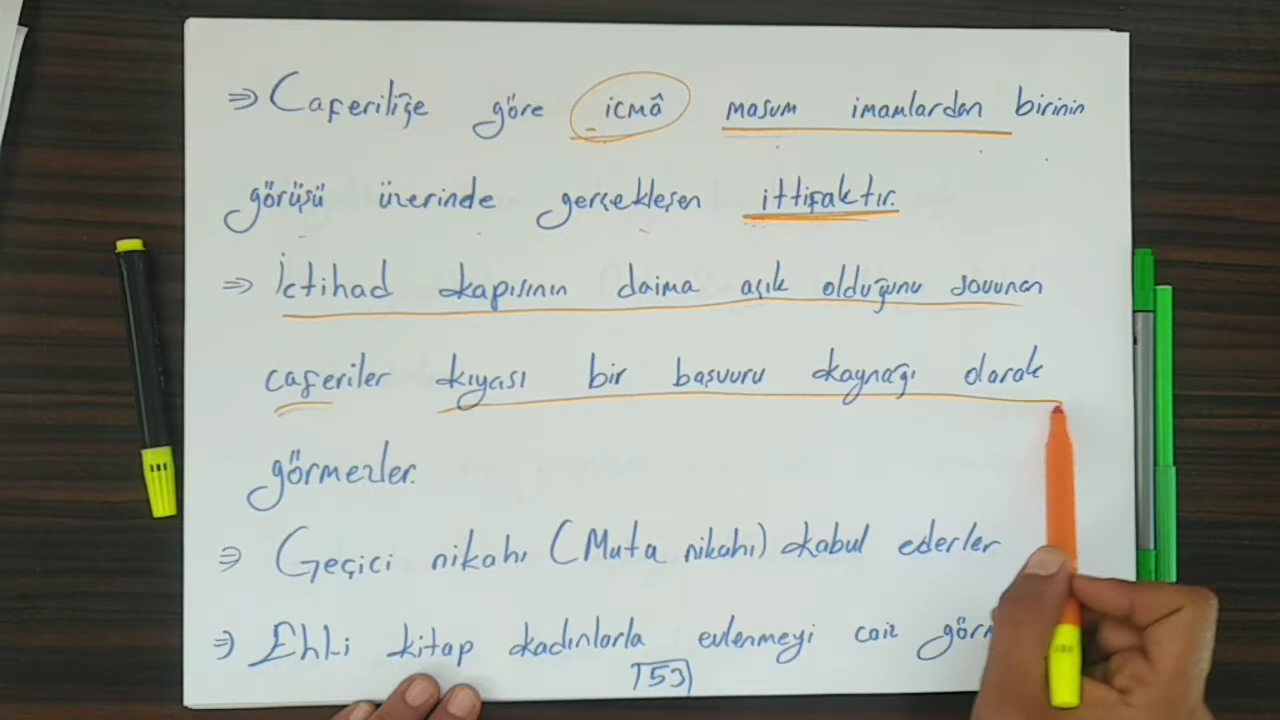 ⇒ Caferiliğe göre icmâ masum imamlardan birinin
görüşü üzerinde gerçekleşen ittifaktır.
⇒ İctihad kapısının daima açık olduğunu savunan
caferiler kıyası bir başvuru kaynağı olarak
görmezler.
⇒ Geçici nikahı (Muta nikahı) kabul ederler
⇒ Ehl-i kitap kadınlarla evlenmeyi caiz
153